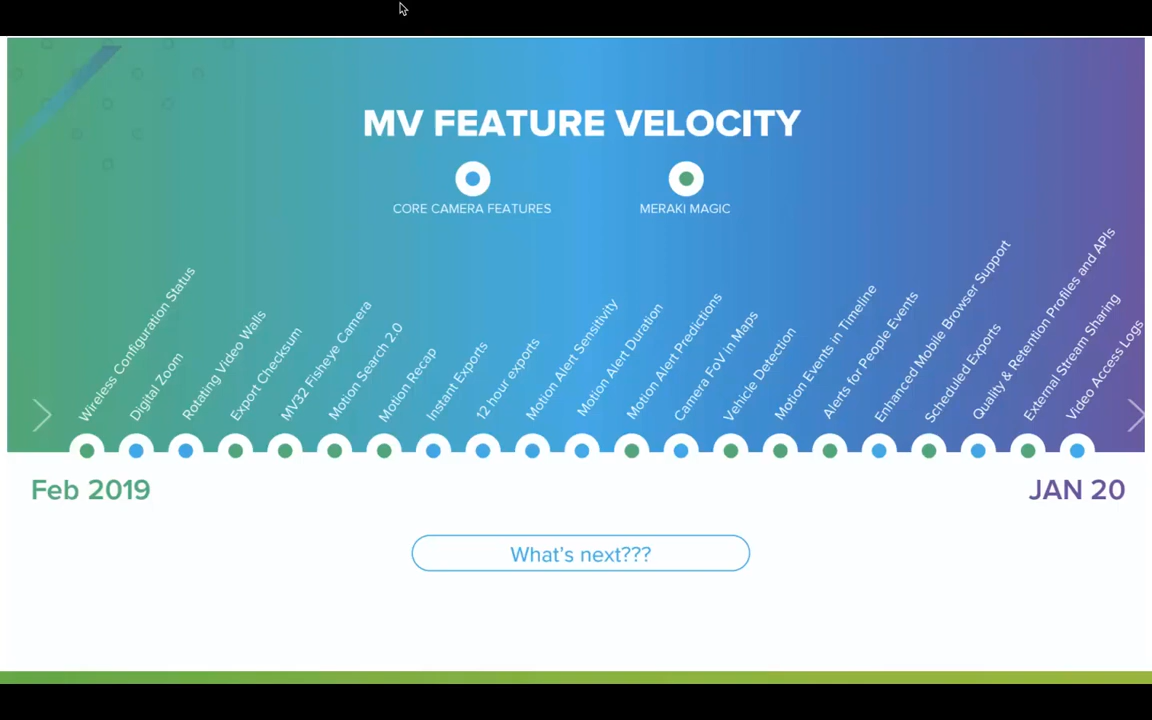 MV FEATURE VELOCITY
CORE CAMERA FEATURES
MERAKI MAGIC
Wireless Configuration Status
Digital Zoom
Rotating Video Walls
Export Checksum
MV32 Fisheye Camera
Motion Search 2.0
Motion Recap
Instant Exports
12 hour exports
Motion Alert Sensitivity
Motion Alert Duration
Motion Alert Predictions
Camera FoV in Maps
Vehicle Detection
Motion Events in Timeline
Alerts for People Events
Enhanced Mobile Browser Support
Scheduled Exports
Quality & Retention Profiles and APIs
External Stream Sharing
Video Access Logs
Feb 2019
JAN 20
What's next???